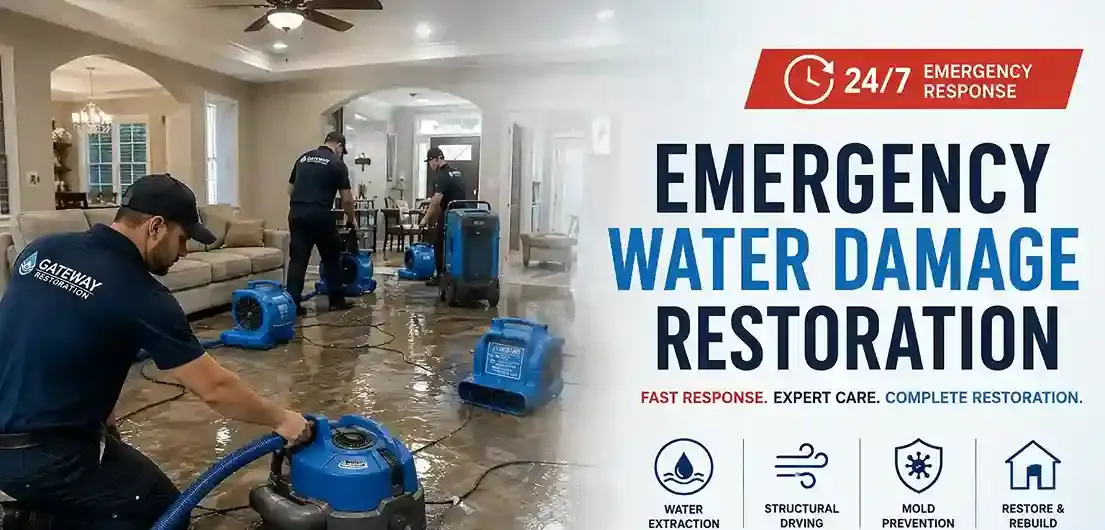 GATEWAY
RESTORATION
GATEWAY
24/7
EMERGENCY
RESPONSE
EMERGENCY
WATER DAMAGE
RESTORATION
FAST RESPONSE. EXPERT CARE. COMPLETE RESTORATION.
WATER
EXTRACTION
STRUCTURAL
DRYING
MOLD
PREVENTION
RESTORE &
REBUILD